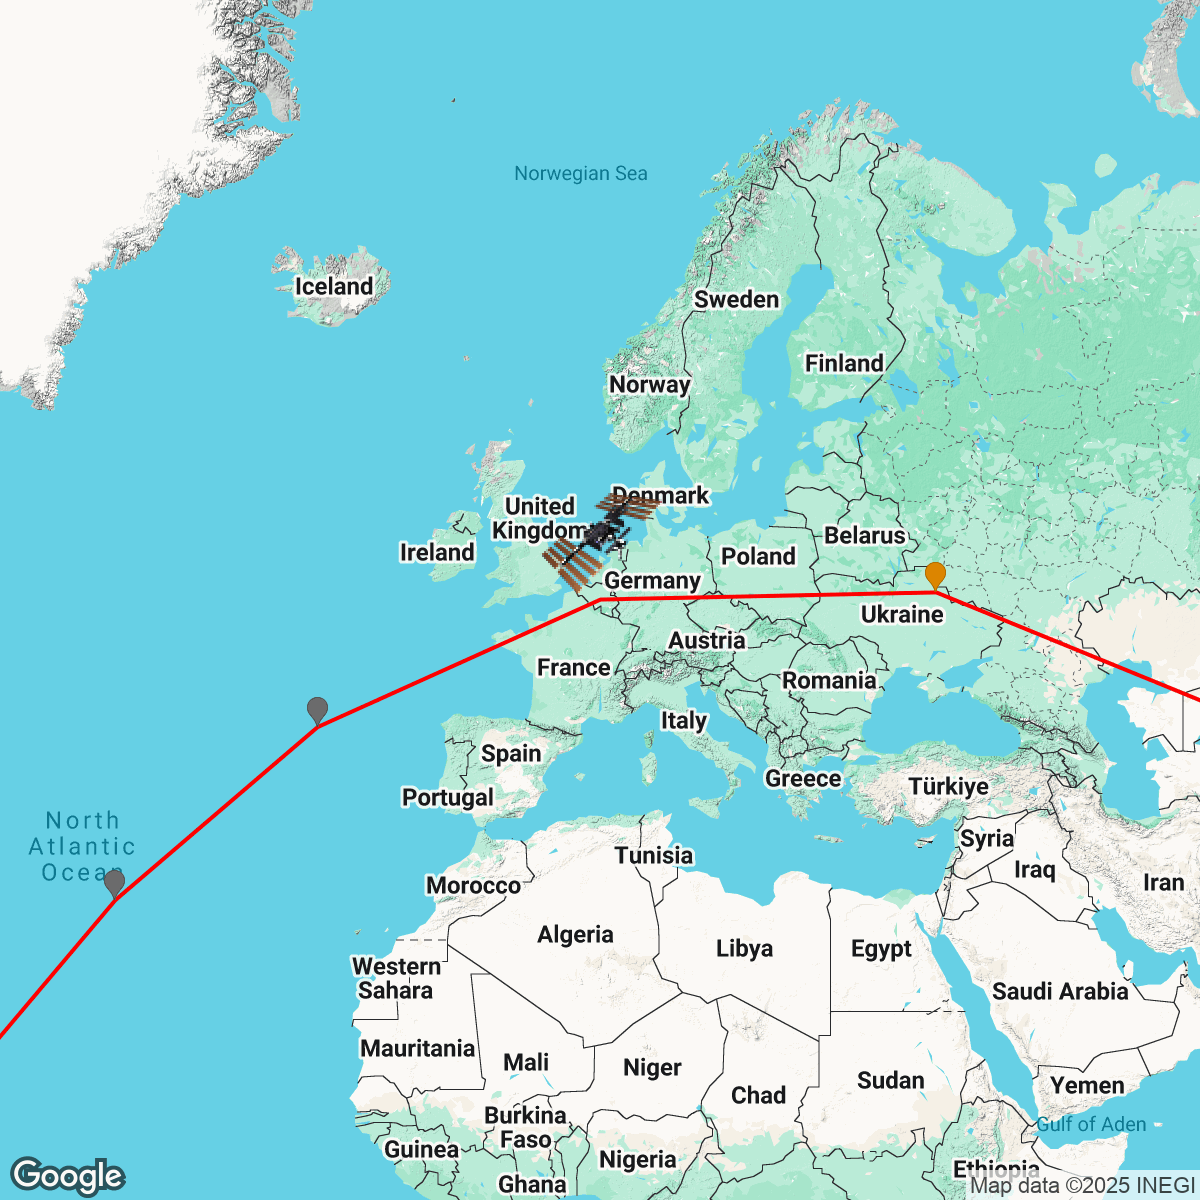 Norwegian Sea
Iceland
Sweden
Finland
Norway
Denmark
United
Kingdom
Ireland
Belarus
Poland
Germany
Ukraine
Austria
France
Romania
Italy
Spain
Greece
Türkiye
Portugal
North
Atlantic
Ocean
Syria
Tunisia
Iraq
Iran
Morocco
Algeria
Libya
Egypt
Western
Sahara
Saudi Arabia
Mauritania
Mali
Niger
Chad
Sudan
Yemen
Burkina
Faso
Gulf of Aden
Guinea
Nigeria
Ethiopia
Ghana
Google
Map data ©2025 INEGI